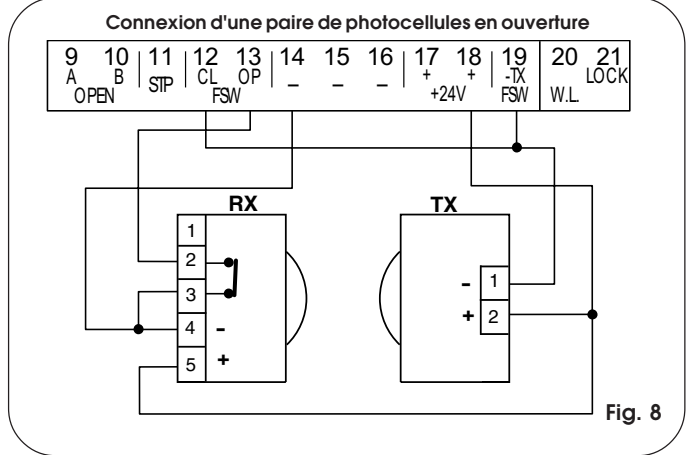 Connexion d'une paire de photocellules en ouverture
9 10 11 12 13 14 15 16 17 18 19 20 21
A B STP CL OP – – – + + -TX LOCK
OPEN FSW +24V FSW W.L.
RX TX
1
2
3
4 -
5 +
- 1
+ 2
Fig. 8